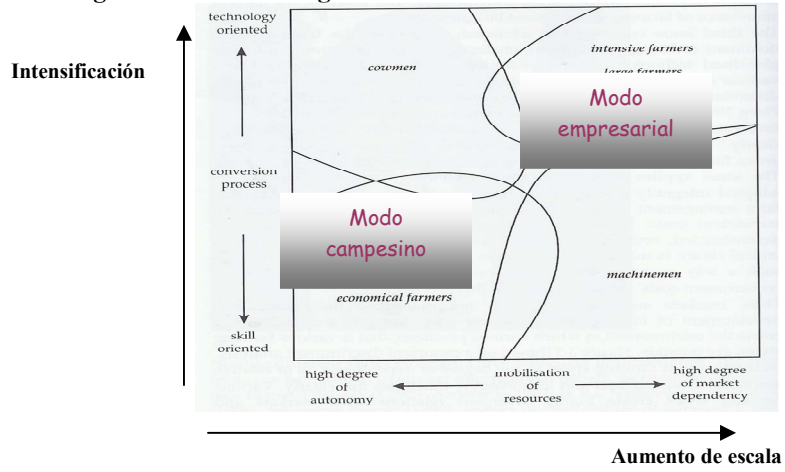 technology
oriented
Intensificación
cowmen
intensive farmers
large farmers
Modo
empresarial
conversion
process
Modo
campesino
machinemen
economical farmers
skill
oriented
high degree
of
autonomy
mobilisation
of
resources
high degree
of market
dependency
Aumento de escala